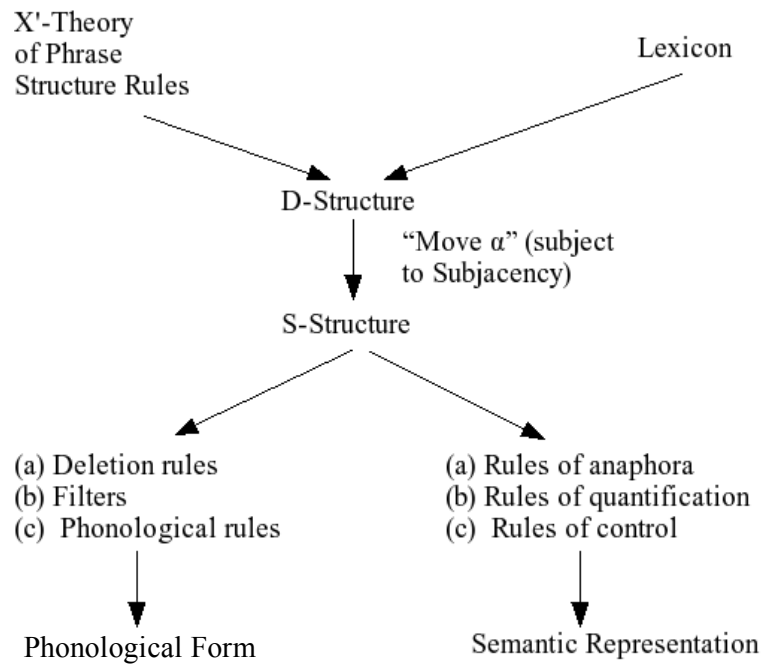 X'-Theory
of Phrase
Structure Rules
Lexicon
D-Structure
“Move α” (subject
to Subjacency)
S-Structure
(a) Deletion rules
(b) Filters
(c) Phonological rules
(a) Rules of anaphora
(b) Rules of quantification
(c) Rules of control
Phonological Form
Semantic Representation